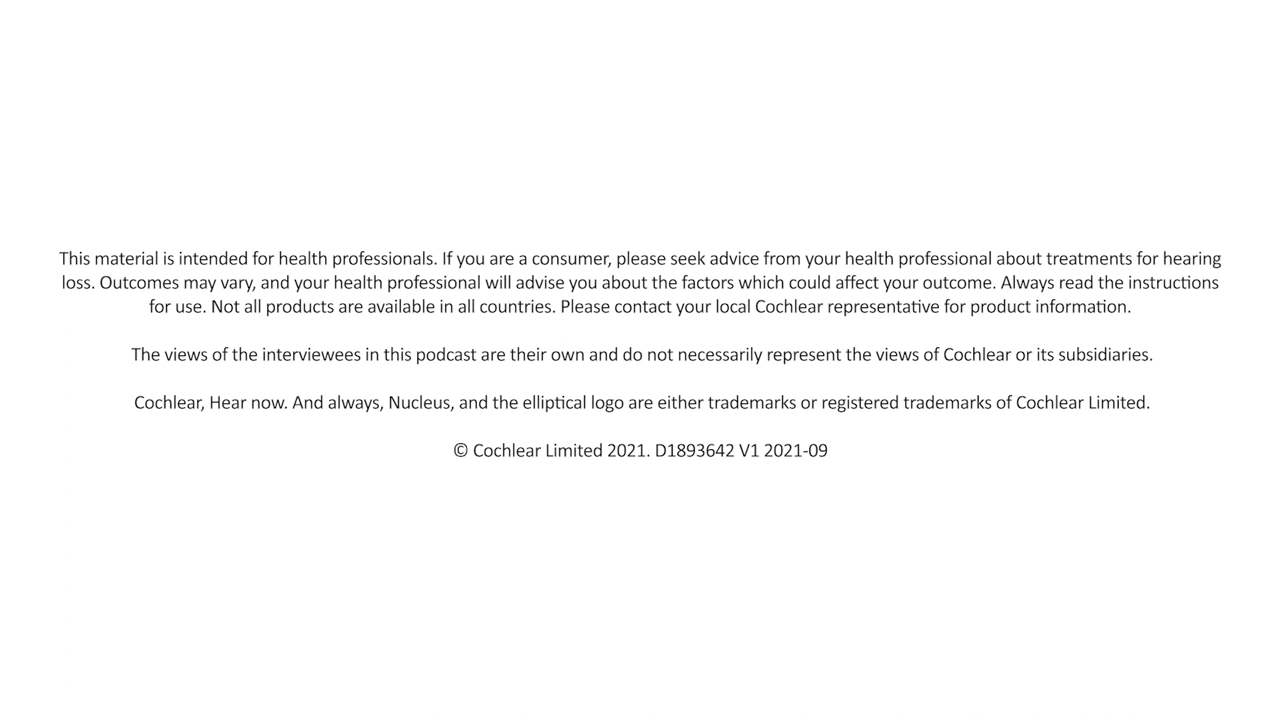 This material is intended for health professionals. If you are a consumer, please seek advice from your health professional about treatments for hearing
loss. Outcomes may vary, and your health professional will advise you about the factors which could affect your outcome. Always read the instructions
for use. Not all products are available in all countries. Please contact your local Cochlear representative for product information.
The views of the interviewees in this podcast are their own and do not necessarily represent the views of Cochlear or its subsidiaries.
Cochlear, Hear now. And always, Nucleus, and the elliptical logo are either trademarks or registered trademarks of Cochlear Limited.
© Cochlear Limited 2021. D1893642 V1 2021-09